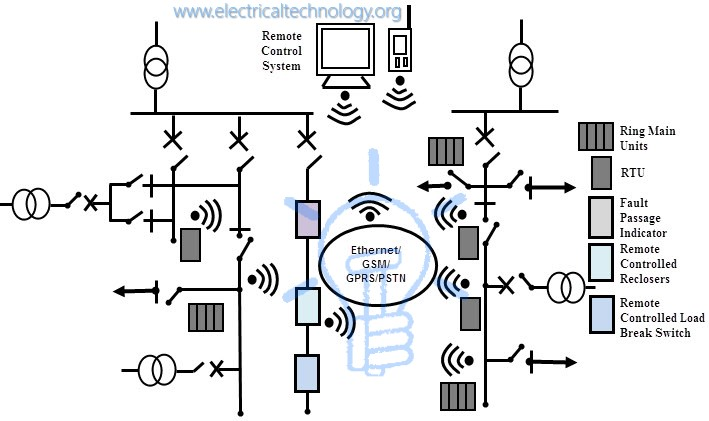 www.electricaltechnology.org
Remote
Control
System
Ring Main
Units
RTU
Fault
Passage
Indicator
Remote
Controlled
Reclosers
Remote
Controlled Load
Break Switch
Ethernet/
GSM/
GPRS/PSTN